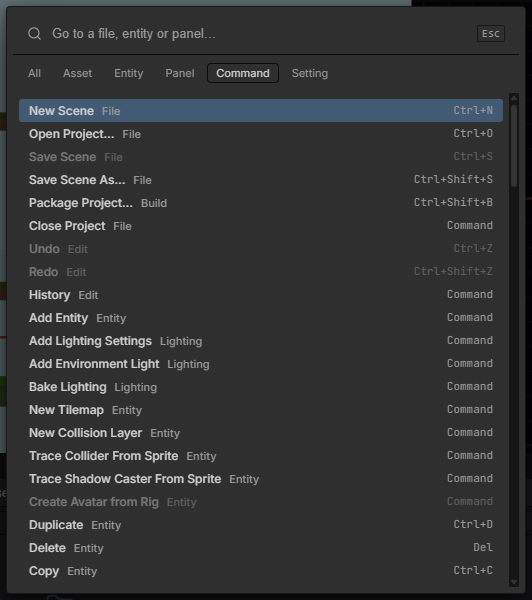 Go to a file, entity or panel... Esc
All Asset Entity Panel Command Setting
New Scene File Ctrl+N
Open Project... File Ctrl+O
Save Scene File Ctrl+S
Save Scene As... File Ctrl+Shift+S
Package Project... Build Ctrl+Shift+B
Close Project File Command
Undo Edit Ctrl+Z
Redo Edit Ctrl+Shift+Z
History Edit Command
Add Entity Entity Command
Add Lighting Settings Lighting Command
Add Environment Light Lighting Command
Bake Lighting Lighting Command
New Tilemap Entity Command
New Collision Layer Entity Command
Trace Collider From Sprite Entity Command
Trace Shadow Caster From Sprite Entity Command
Create Avatar from Rig Entity Command
Duplicate Entity Ctrl+D
Delete Entity Del
Copy Entity Ctrl+C